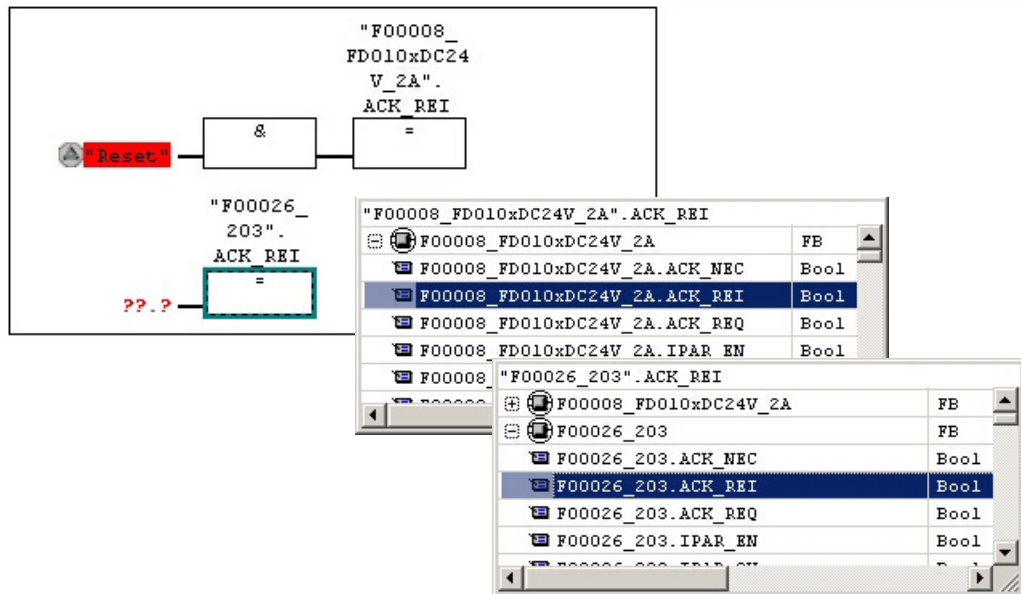 "F00008_
FD010xDC24
V_2A".
ACK_REI
&
=
"Reset"
"F00026_
203".
ACK_REI
=
??.?
"F00008_FD010xDC24V_2A".ACK_REI
F00008_FD010xDC24V_2A FB
F00008_FD010xDC24V_2A.ACK_NEC Bool
F00008_FD010xDC24V_2A.ACK_REI Bool
F00008_FD010xDC24V_2A.ACK_REQ Bool
F00008_FD010xDC24V_2A.IPAR_EN Bool
F00008_
"F00026_203".ACK_REI
F00008_FD010xDC24V_2A FB
F00026_203 FB
F00026_203.ACK_NEC Bool
F00026_203.ACK_REI Bool
F00026_203.ACK_REQ Bool
F00026_203.IPAR_EN Bool